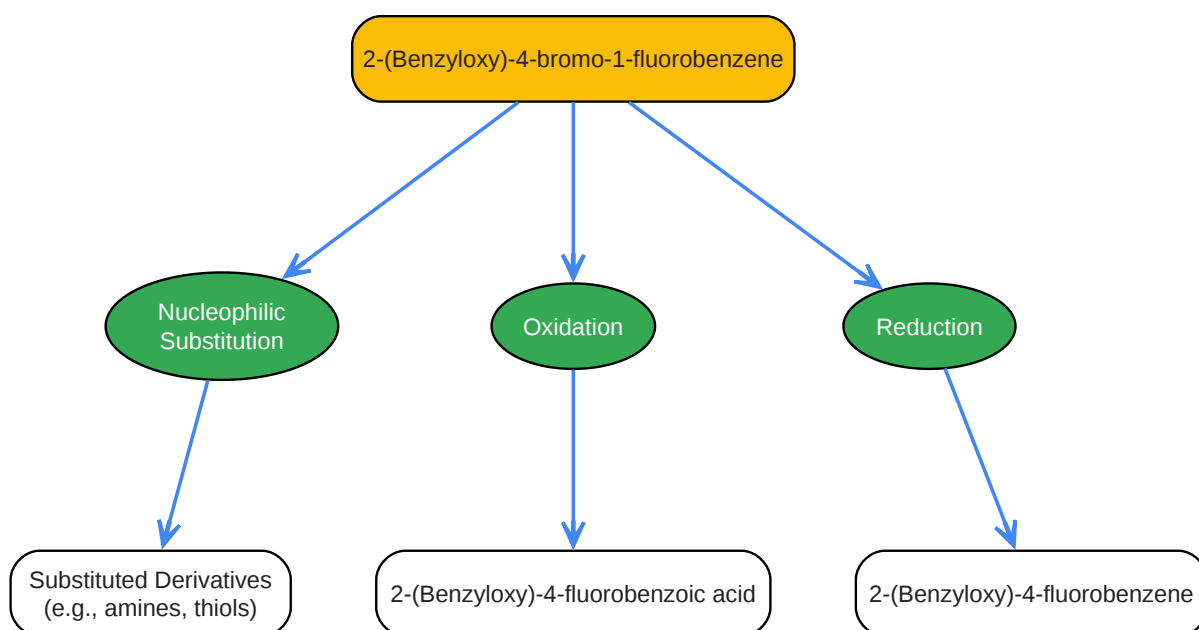 2-(Benzyloxy)-4-bromo-1-fluorobenzene
Nucleophilic
Substitution
Oxidation
Reduction
Substituted Derivatives
(e.g., amines, thiols)
2-(Benzyloxy)-4-fluorobenzoic acid
2-(Benzyloxy)-4-fluorobenzene